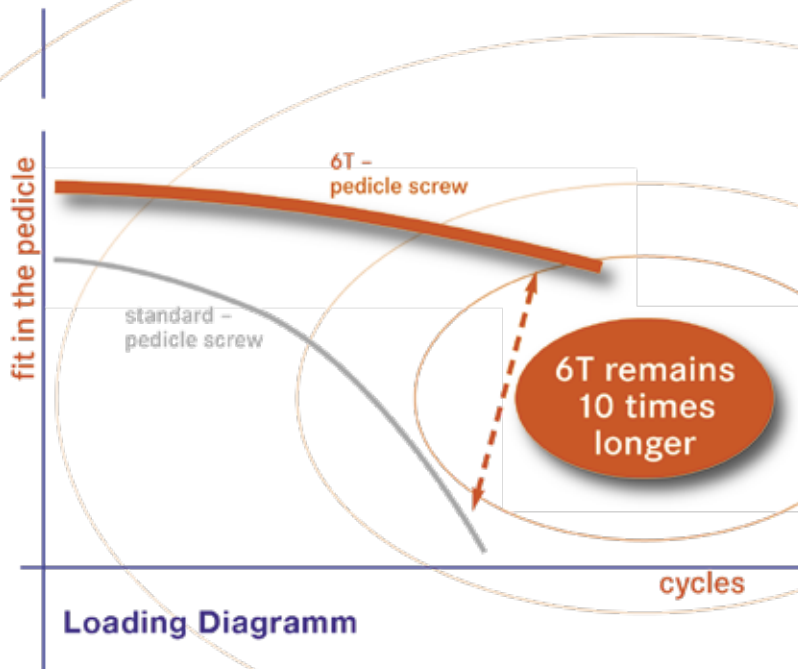 6T –
pedicle screw
fit in the pedicle
standard –
pedicle screw
6T remains
10 times
longer
cycles
Loading Diagramm